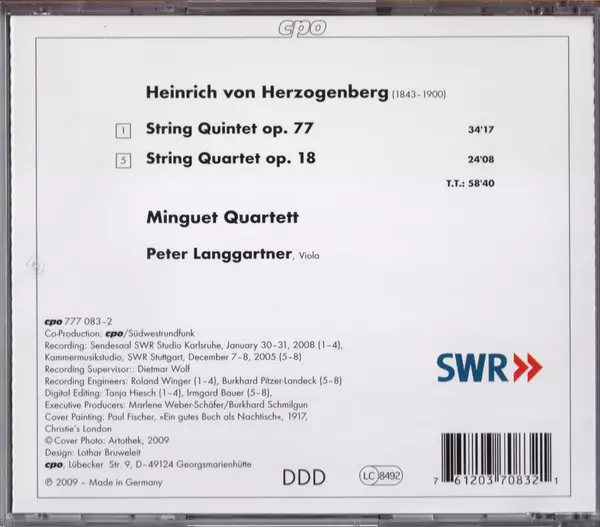 cpo
Heinrich von Herzogenberg (1843–1900)
1 String Quintet op. 77 34'17
5 String Quartet op. 18 24'08
T.T.: 58'40
Minguet Quartett
Peter Langgartner, Viola
cpo 777 083–2
Co-Production: cpo/Südwestrundfunk
Recording: Sendesaal SWR Studio Karlsruhe, January 30–31, 2008 (1–4),
Kammermusikstudio, SWR Stuttgart, December 7–8, 2005 (5–8)
Recording Supervisor:: Dietmar Wolf
Recording Engineers: Roland Winger (1–4), Burkhard Pitzer-Landeck (5–8)
Digital Editing: Tanja Hiesch (1–4), Irmgard Bauer (5–8),
Executive Producers: Marlene Weber-Schäfer/Burkhard Schmilgun
Cover Painting: Paul Fischer, »Ein gutes Buch als Nachtisch«, 1917,
Christie's London
© Cover Photo: Artothek, 2009
Design: Lothar Bruweleit
cpo, Lübecker Str. 9, D–49124 Georgsmarienhütte
℗ 2009 – Made in Germany
SWR
DDD
LC 8492
7 61203 70832 1